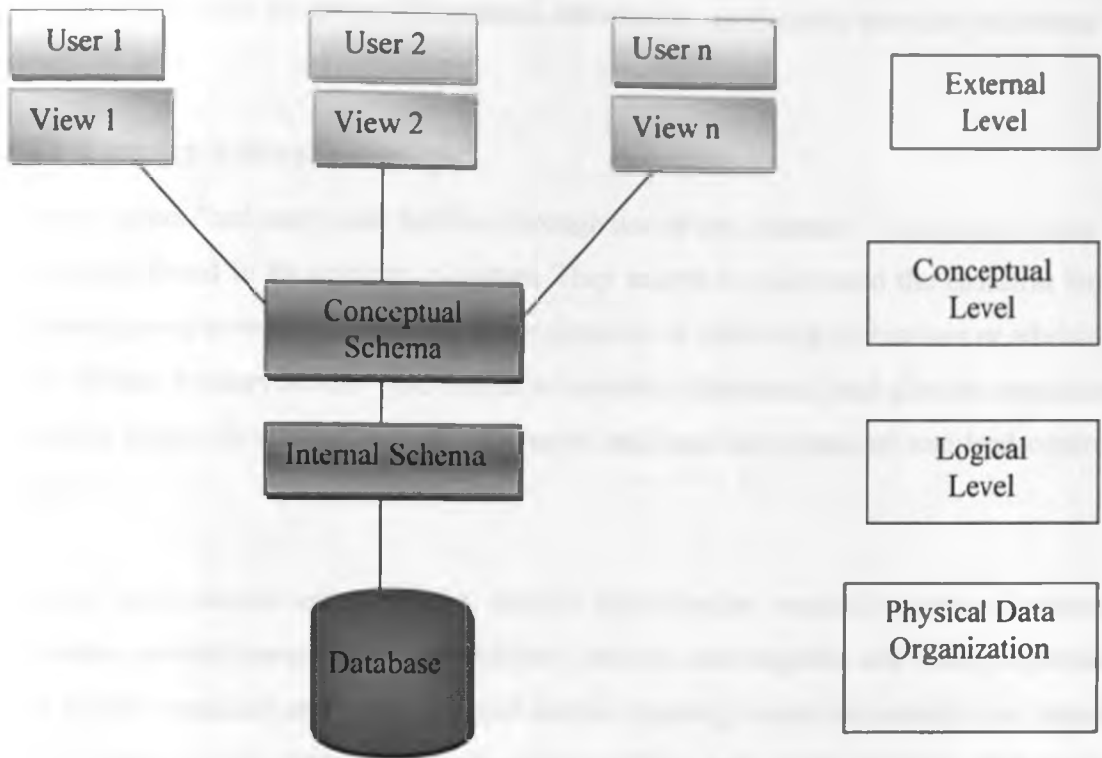 User 1
User 2
User n
External
Level
View 1
View 2
View n
Conceptual
Schema
Conceptual
Level
Internal Schema
Logical
Level
Database
Physical Data
Organization